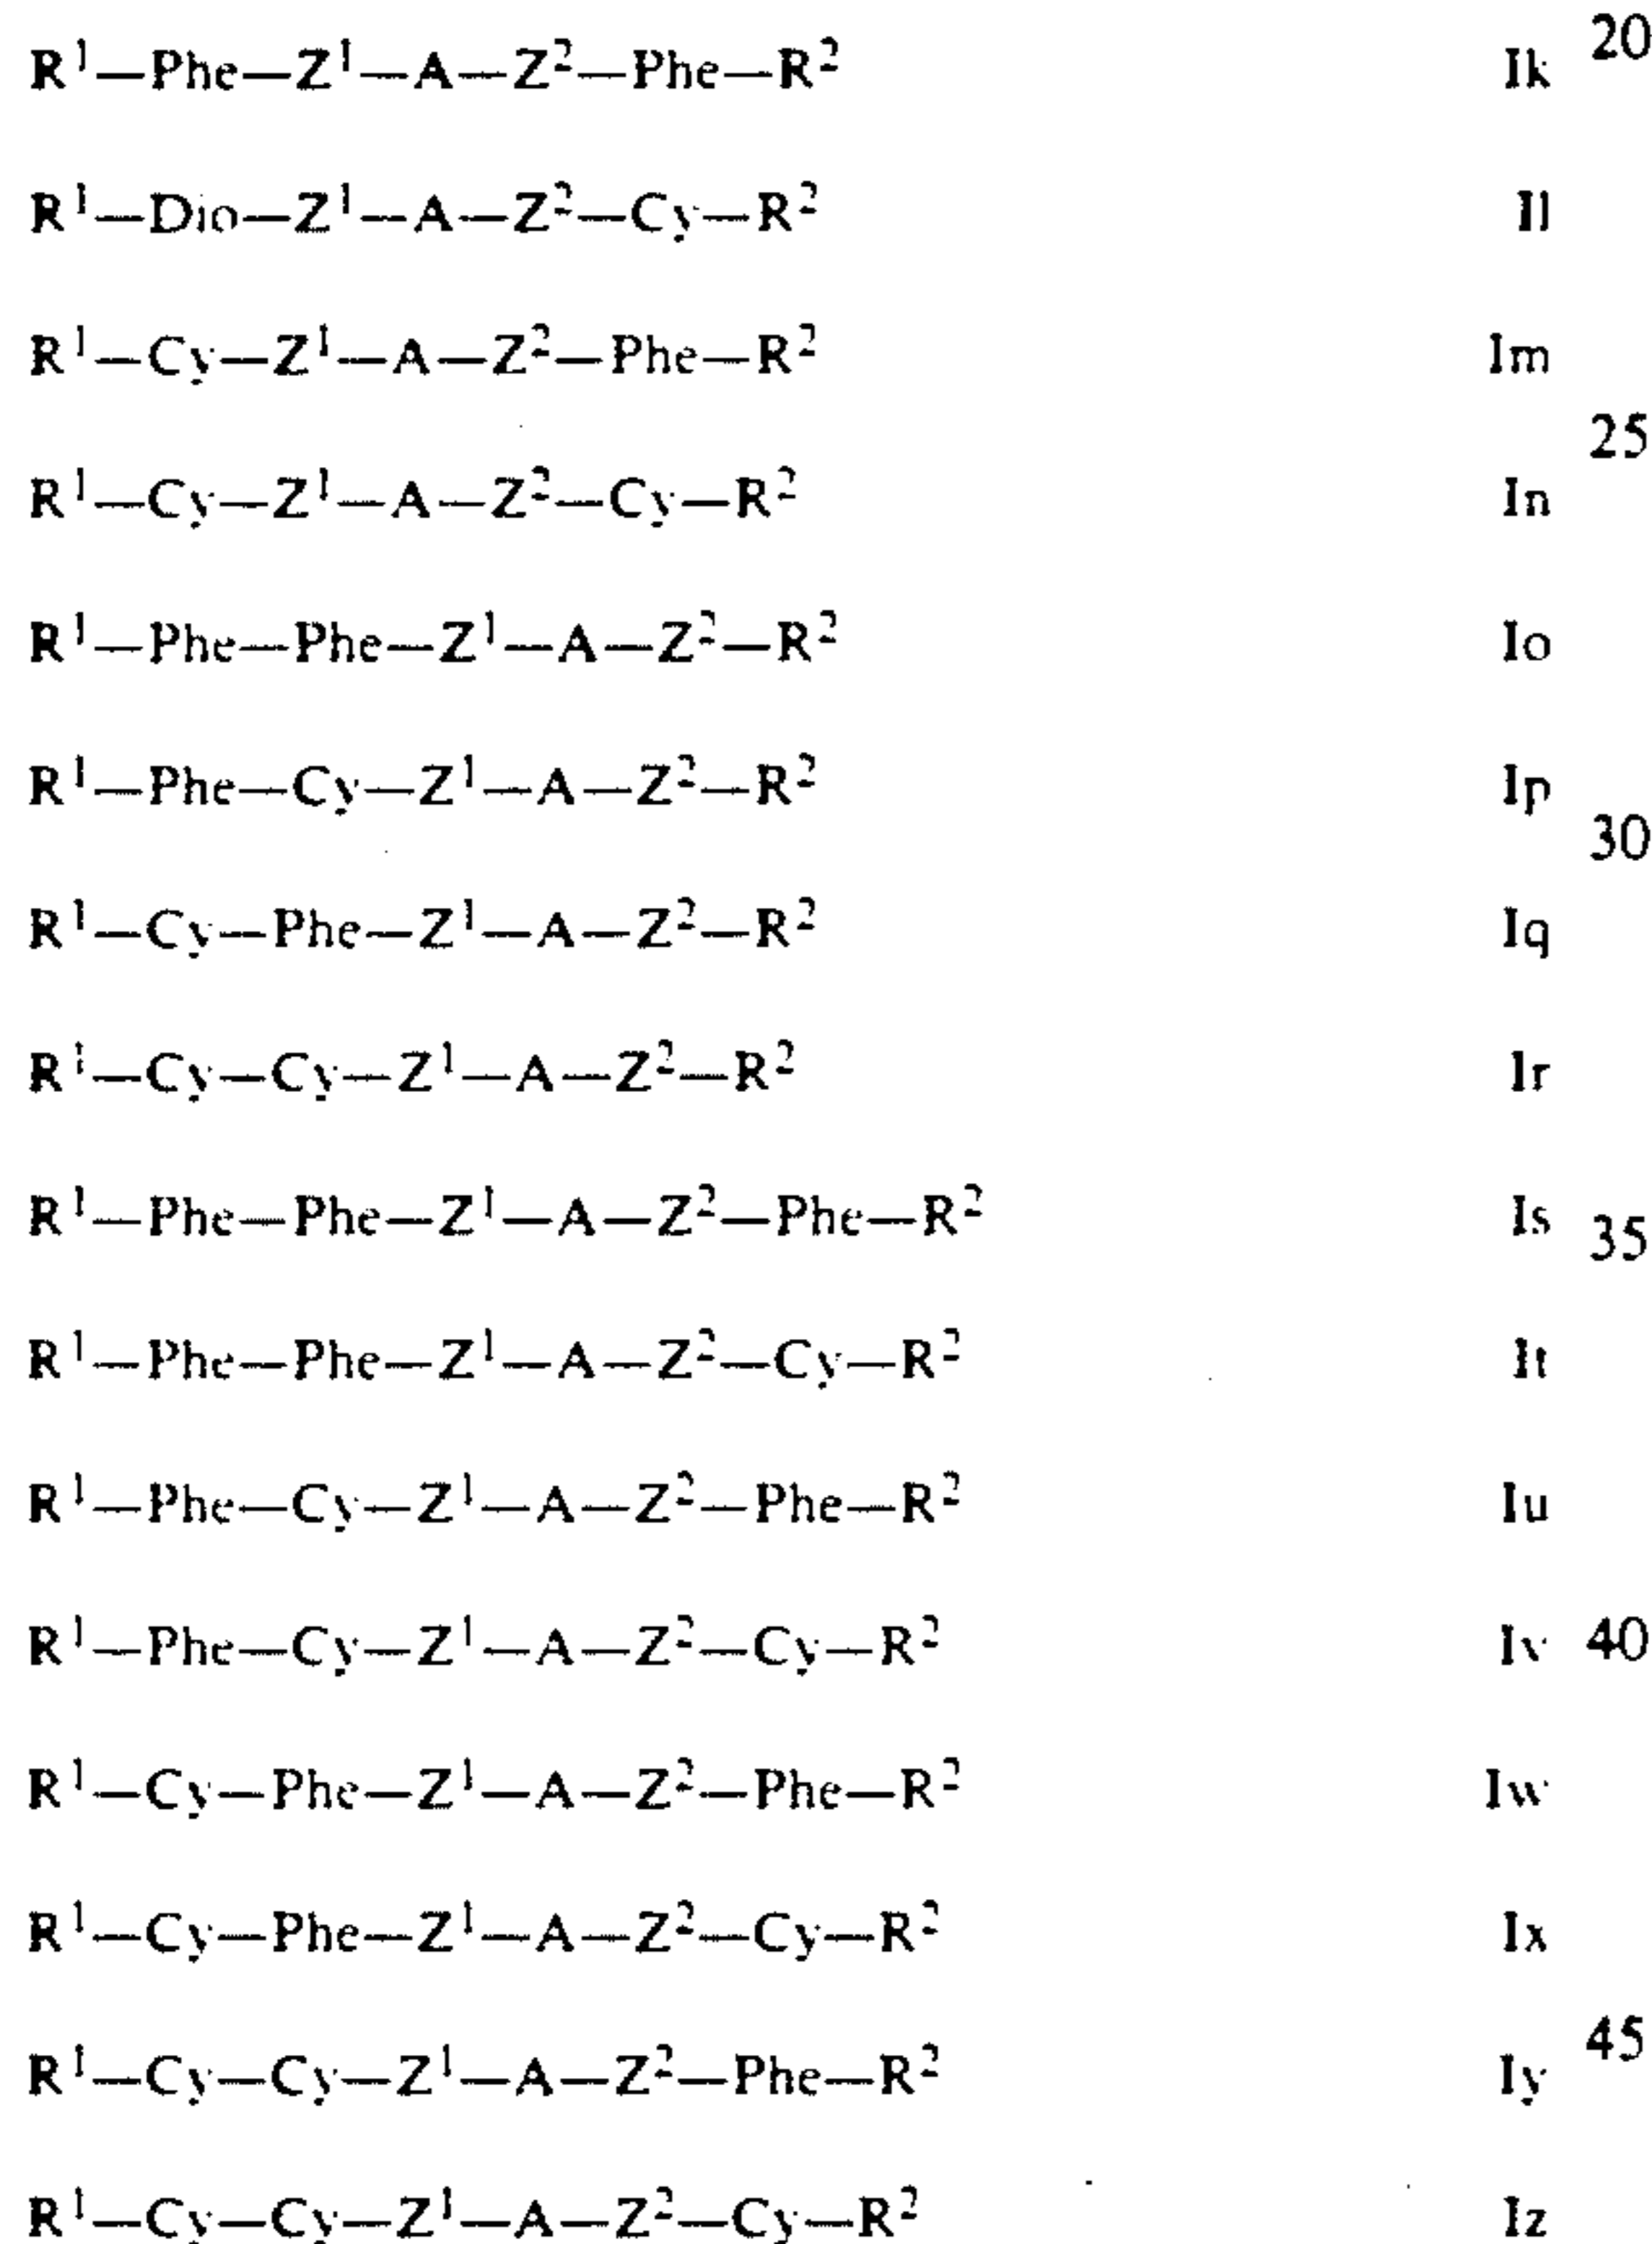 R¹—Phe—Z¹—A—Z²—Phe—R² Ik 20
R¹—Dio—Z¹—A—Z²—Cy—R² Il
R¹—Cy—Z¹—A—Z²—Phe—R² Im
25
R¹—Cy—Z¹—A—Z²—Cy—R² In
R¹—Phe—Phe—Z¹—A—Z²—R² Io
R¹—Phe—Cy—Z¹—A—Z²—R² Ip
30
R¹—Cy—Phe—Z¹—A—Z²—R² Iq
R¹—Cy—Cy—Z¹—A—Z²—R² Ir
R¹—Phe—Phe—Z¹—A—Z²—Phe—R² Is 35
R¹—Phe—Phe—Z¹—A—Z²—Cy—R² It
R¹—Phe—Cy—Z¹—A—Z²—Phe—R² Iu
R¹—Phe—Cy—Z¹—A—Z²—Cy—R² Iv 40
R¹—Cy—Phe—Z¹—A—Z²—Phe—R² Iw
R¹—Cy—Phe—Z¹—A—Z²—Cy—R² Ix
45
R¹—Cy—Cy—Z¹—A—Z²—Phe—R² Iy
R¹—Cy—Cy—Z¹—A—Z²—Cy—R² Iz